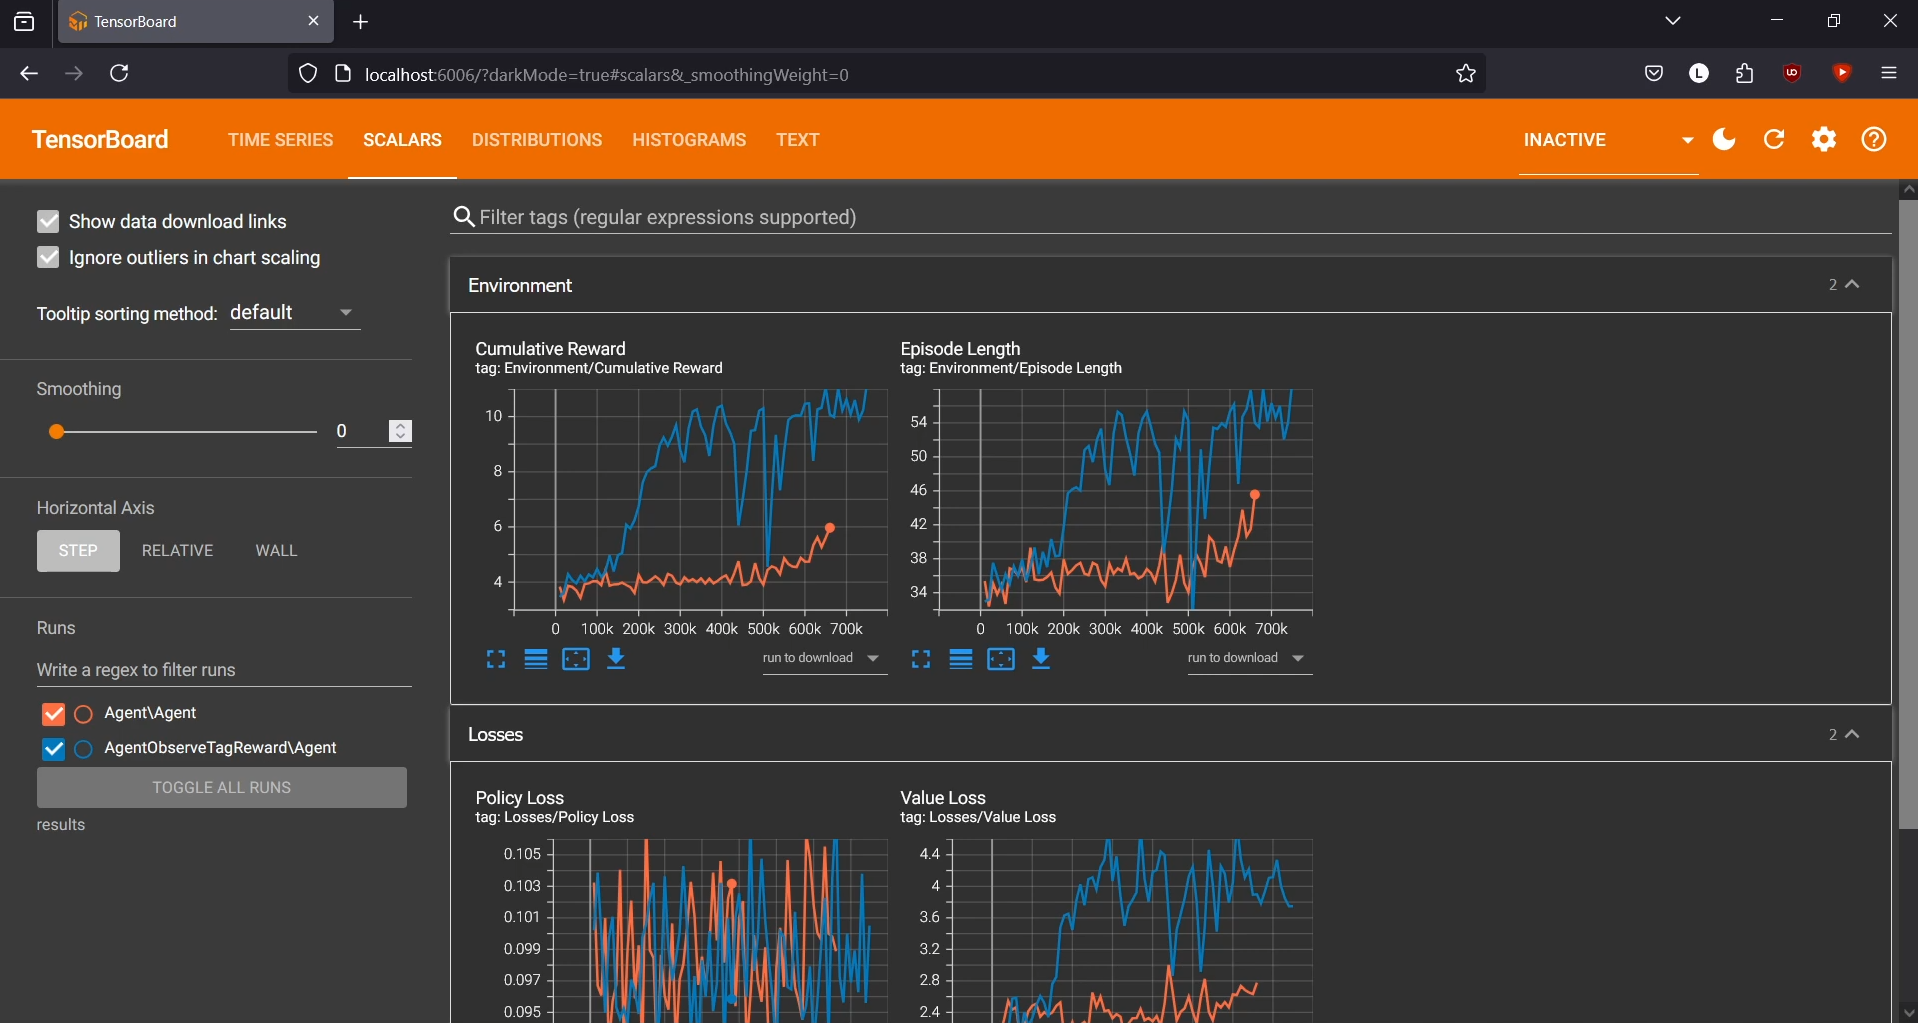 TensorBoard
localhost:6006/?darkMode=true#scalars&_smoothingWeight=0
L
TensorBoard
TIME SERIES
SCALARS
DISTRIBUTIONS
HISTOGRAMS
TEXT
INACTIVE
Show data download links
Ignore outliers in chart scaling
Tooltip sorting method: default
Smoothing
0
Horizontal Axis
STEP
RELATIVE
WALL
Runs
Write a regex to filter runs
Agent\Agent
AgentObserveTagReward\Agent
TOGGLE ALL RUNS
results
Filter tags (regular expressions supported)
Environment
2
Cumulative Reward
tag: Environment/Cumulative Reward
10
8
6
4
0 100k 200k 300k 400k 500k 600k 700k
run to download
Episode Length
tag: Environment/Episode Length
54
50
46
42
38
34
0 100k 200k 300k 400k 500k 600k 700k
run to download
Losses
2
Policy Loss
tag: Losses/Policy Loss
0.105
0.103
0.101
0.099
0.097
0.095
Value Loss
tag: Losses/Value Loss
4.4
4
3.6
3.2
2.8
2.4